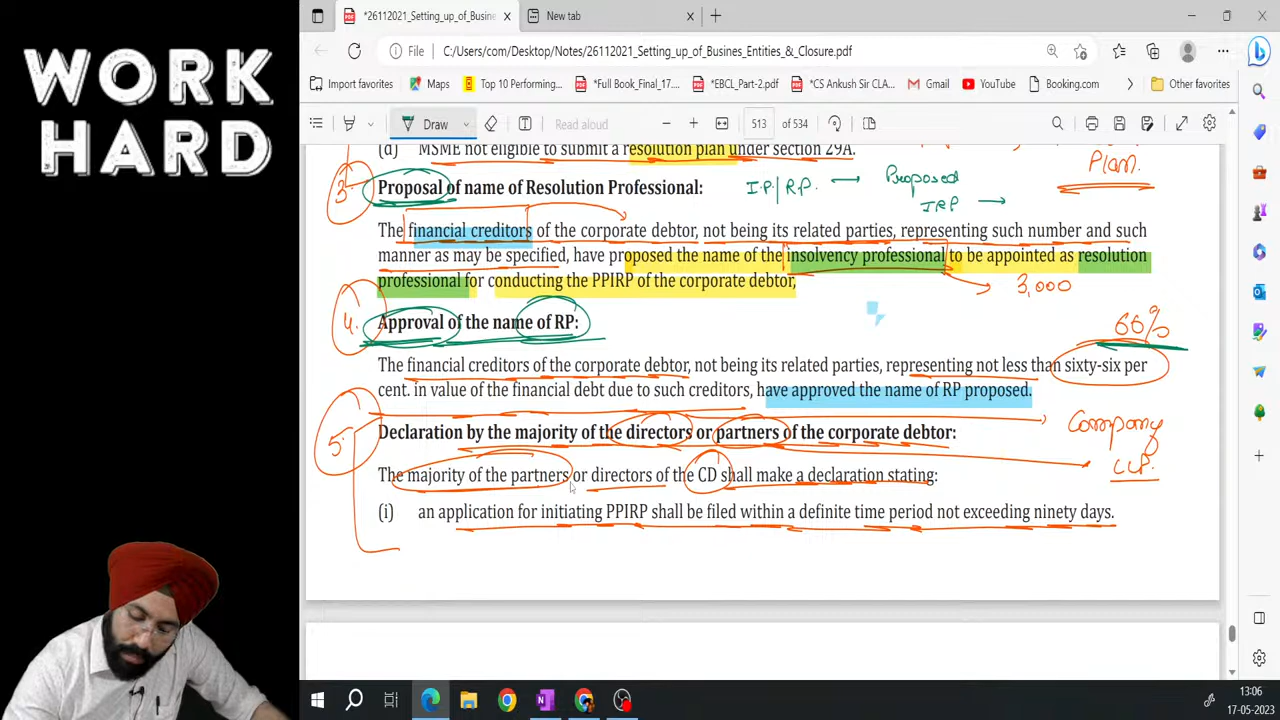 WORK
HARD
*26112021_Setting_up_of_Busine
New tab
File
C:/Users/com/Desktop/Notes/26112021_Setting_up_of_Busines_Entities_&_Closure.pdf
Import favorites
Maps
Top 10 Performing...
*Full Book_Final_17....
*EBCL_Part-2.pdf
*CS Ankush Sir CLA...
Gmail
YouTube
Booking.com
Other favorites
Draw
Read aloud
513 of 534
(d) MSME not eligible to submit a resolution plan under section 29A.
Plan.
3.
Proposal of name of Resolution Professional:
I.P/RP. → Proposed
IRP →
The financial creditors of the corporate debtor, not being its related parties, representing such number and such
manner as may be specified, have proposed the name of the insolvency professional to be appointed as resolution
professional for conducting the PPIRP of the corporate debtor,
3,000
4.
Approval of the name of RP:
66%
The financial creditors of the corporate debtor, not being its related parties, representing not less than sixty-six per
cent. in value of the financial debt due to such creditors, have approved the name of RP proposed.
5.
Declaration by the majority of the directors or partners of the corporate debtor:
Company
LLP.
The majority of the partners or directors of the CD shall make a declaration stating:
(i) an application for initiating PPIRP shall be filed within a definite time period not exceeding ninety days.
13:06
17-05-2023